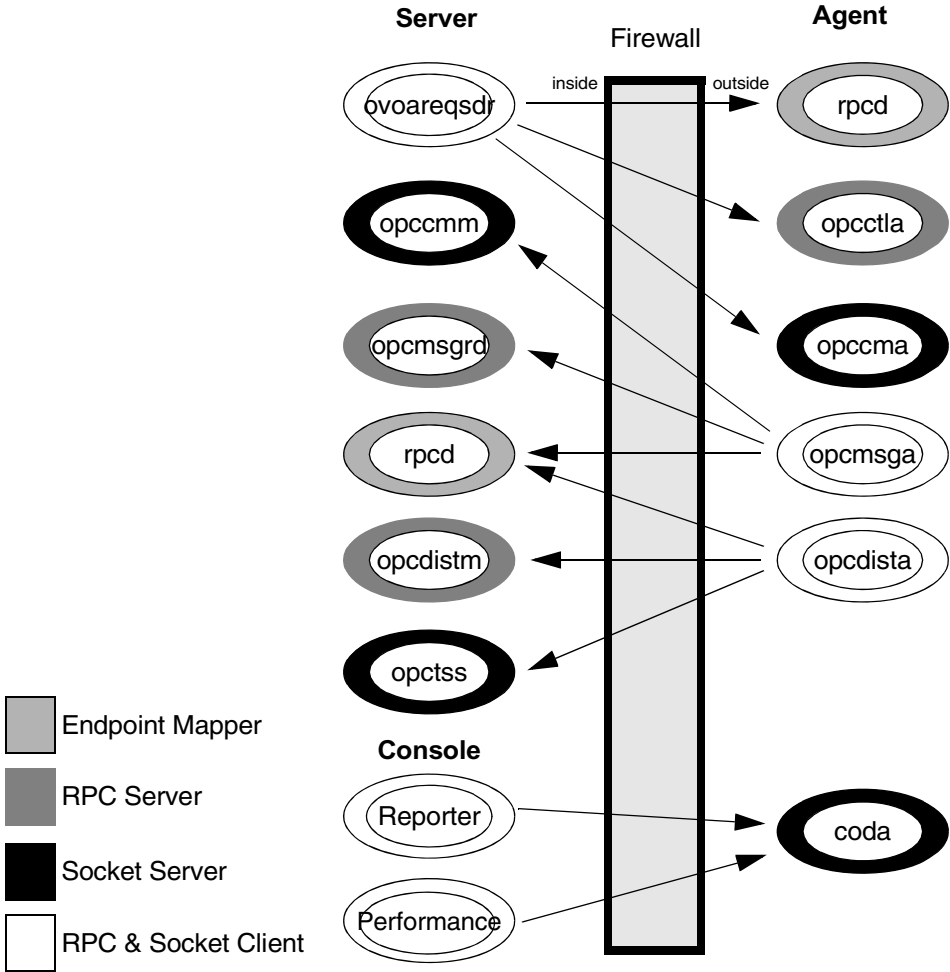 Server
Firewall
Agent
inside
outside
ovoareqsdr
rpcd
opccmm
opcctla
opcmsgrd
opccma
rpcd
opcmsga
opcdistm
opcdista
opctss
Console
Reporter
coda
Performance
Endpoint Mapper
RPC Server
Socket Server
RPC & Socket Client